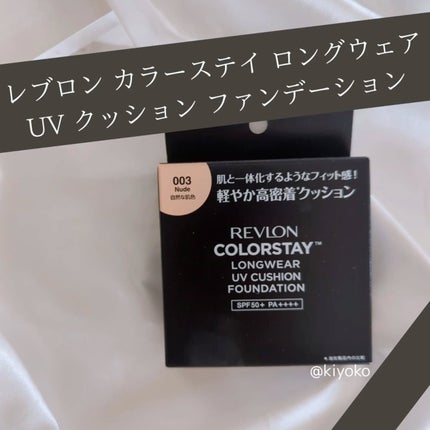 レブロン カラーステイ ロングウェア
UV クッション ファンデーション
003
Nude
自然な肌色
肌と一体化するようなフィット感!
軽やか高密着*クッション
REVLON
COLORSTAY™
LONGWEAR
UV CUSHION
FOUNDATION
SPF50+ PA++++
@kiyoko